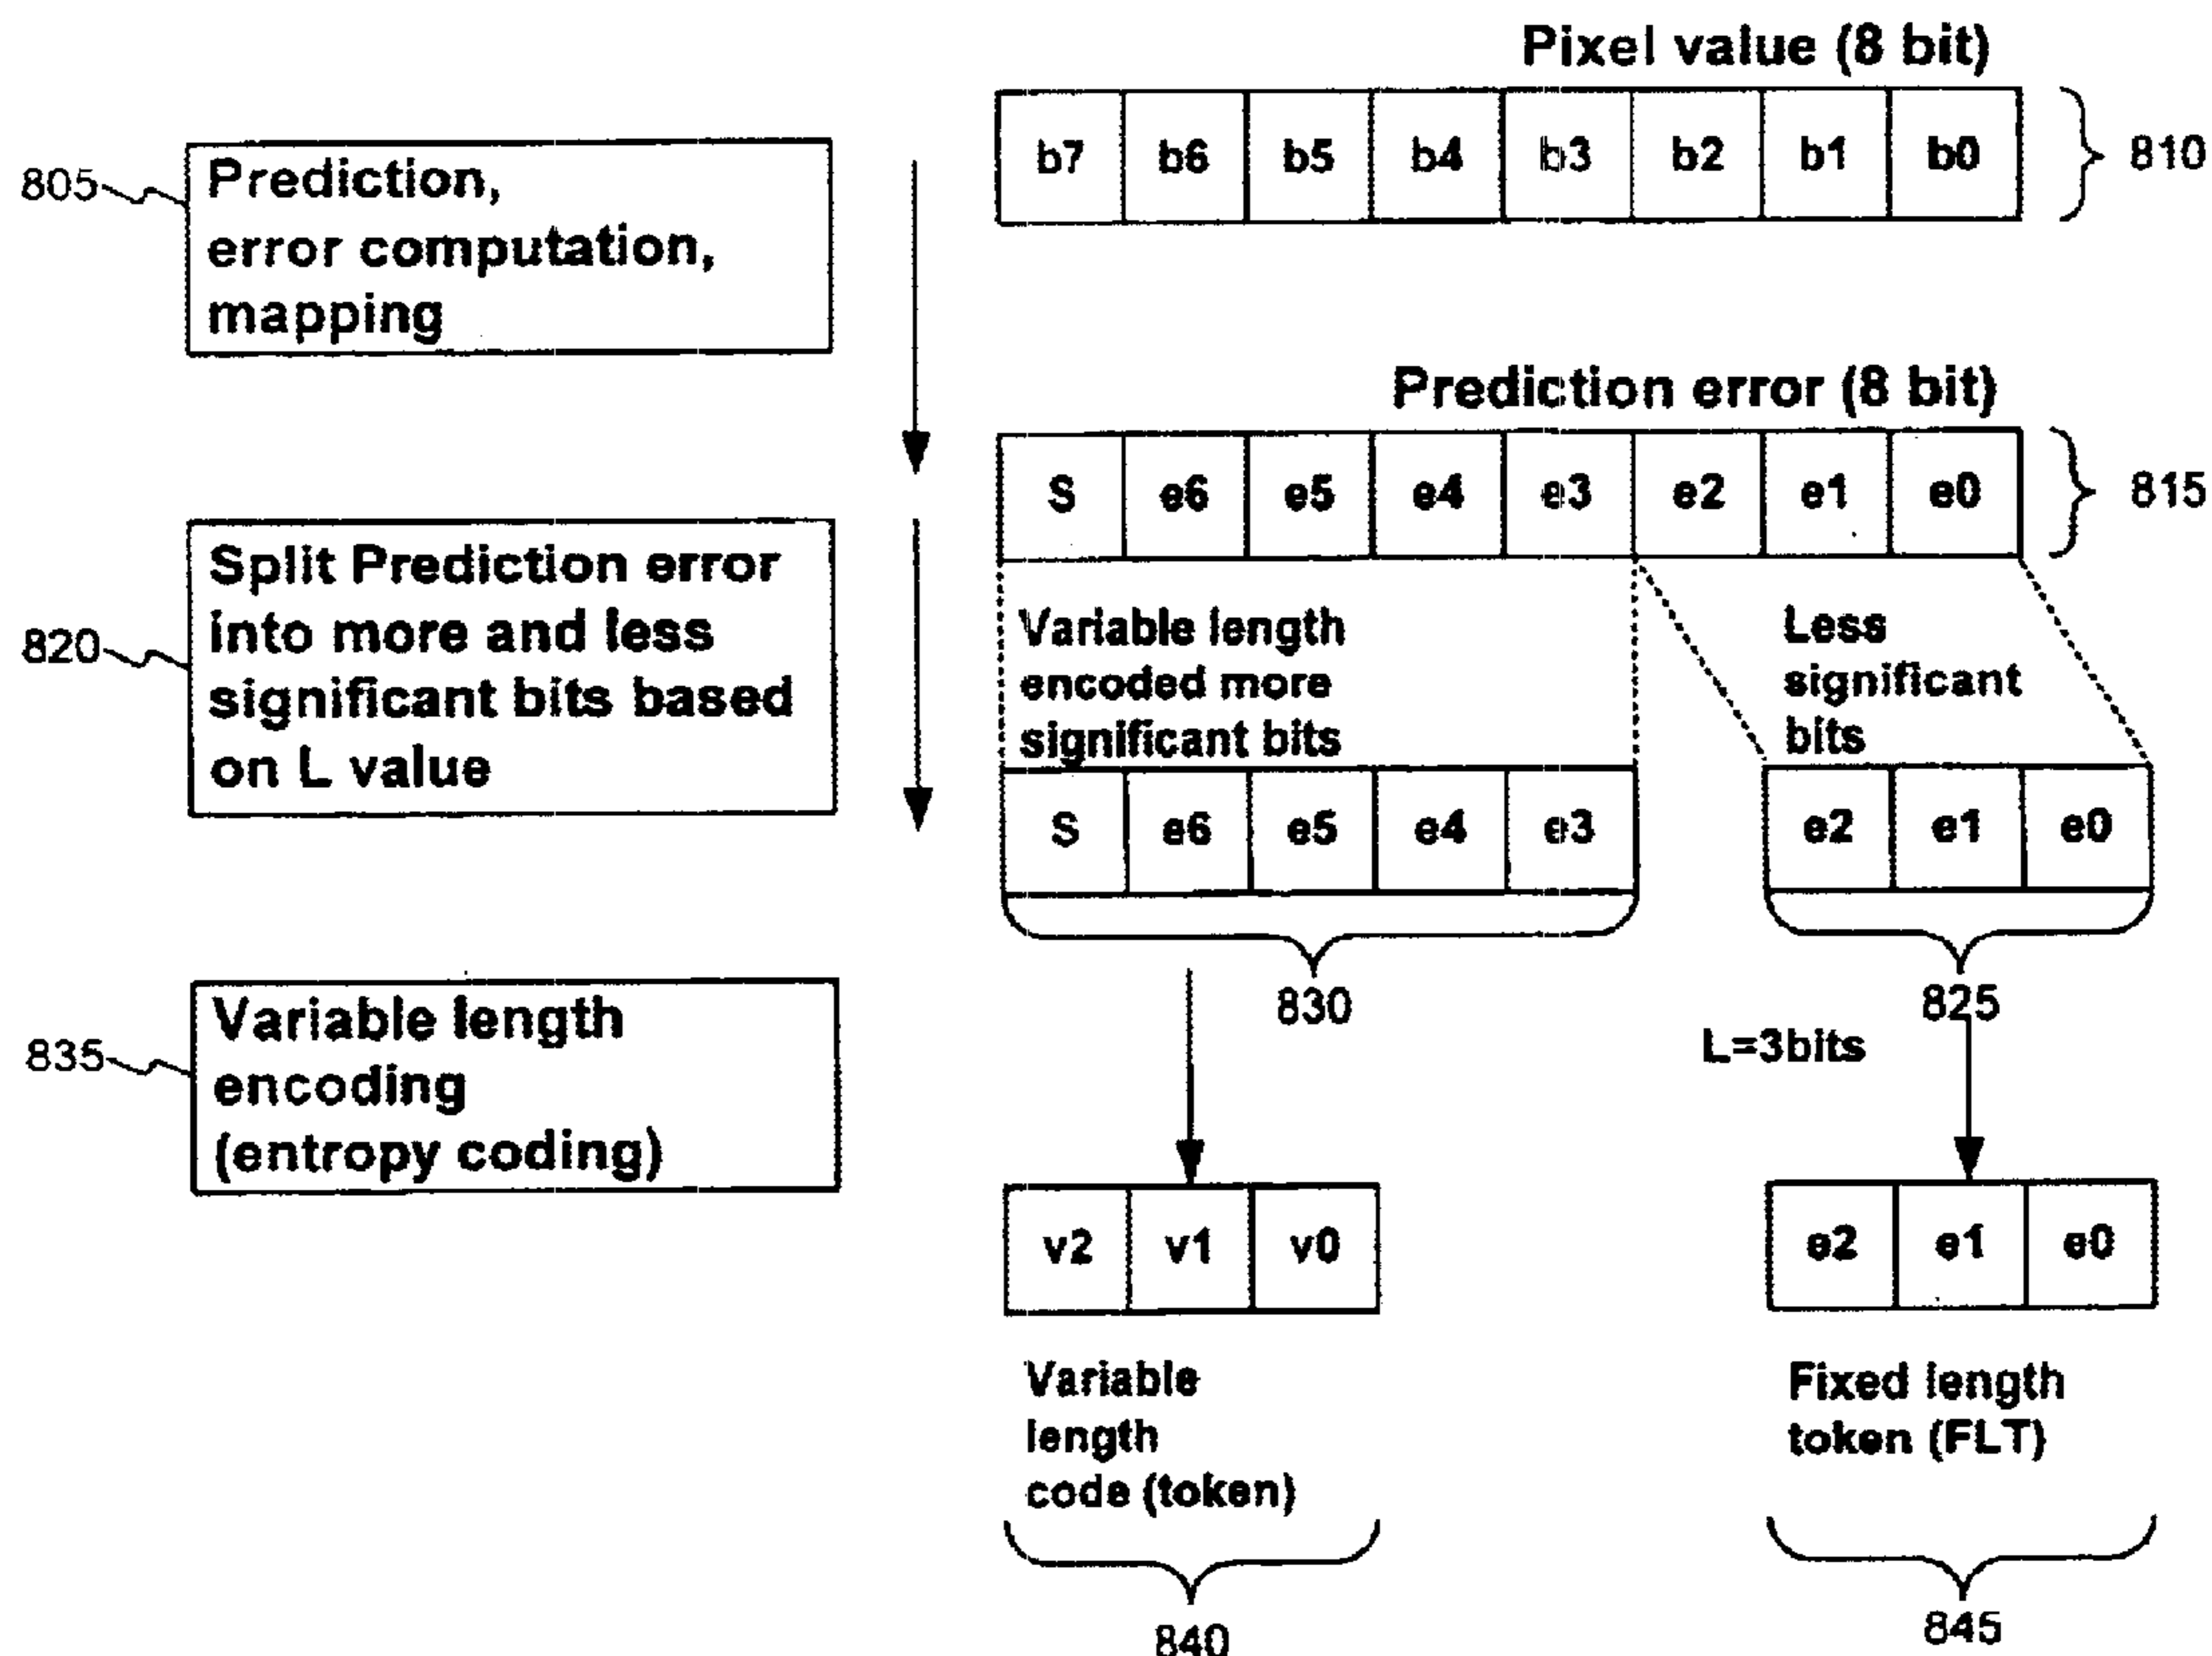 Pixel value (8 bit)
b7 b6 b5 b4 b3 b2 b1 b0
810
805
Prediction,
error computation,
mapping
Prediction error (8 bit)
S e6 e5 e4 e3 e2 e1 e0
815
820
Split Prediction error
into more and less
significant bits based
on L value
Variable length
encoded more
significant bits
Less
significant
bits
S e6 e5 e4 e3
e2 e1 e0
830
825
L=3bits
835
Variable length
encoding
(entropy coding)
v2 v1 v0
e2 e1 e0
Variable
length
code (token)
Fixed length
token (FLT)
840
845